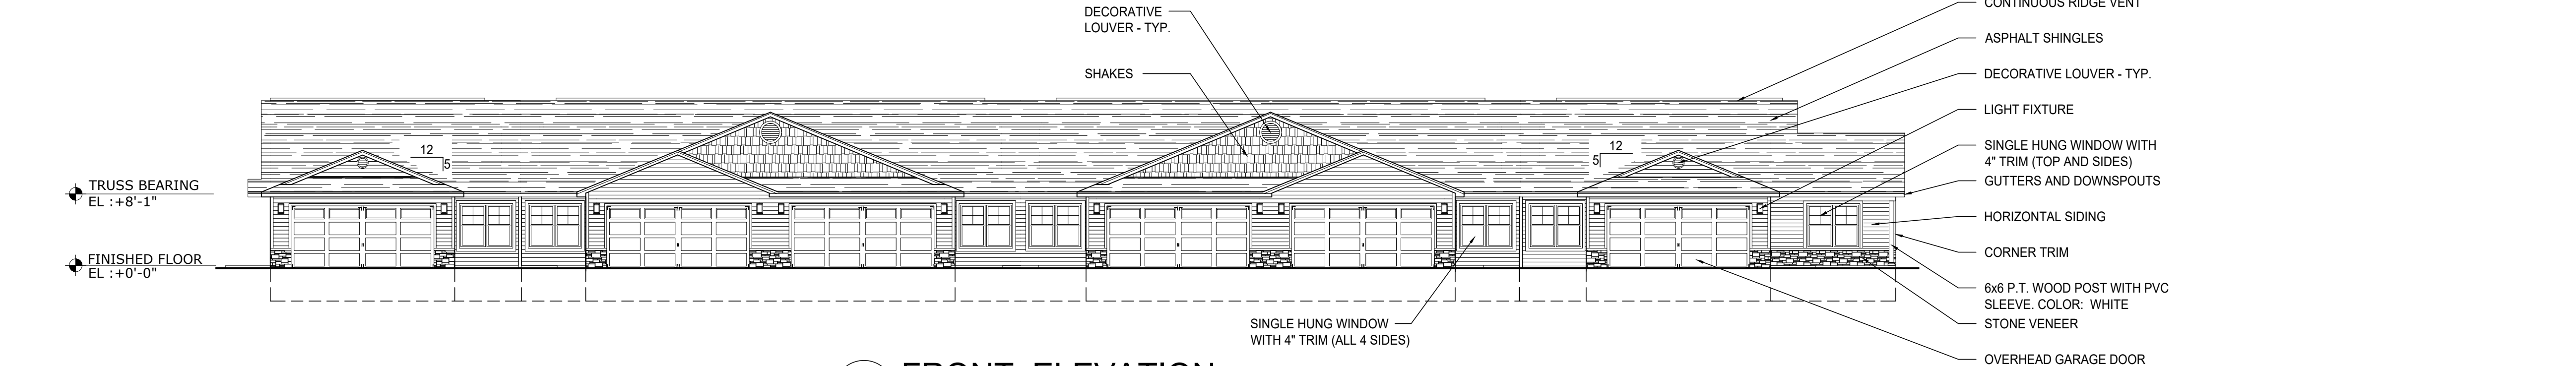 DECORATIVE
LOUVER - TYP.
SHAKES
CONTINUOUS RIDGE VENT
ASPHALT SHINGLES
DECORATIVE LOUVER - TYP.
LIGHT FIXTURE
SINGLE HUNG WINDOW WITH
4" TRIM (TOP AND SIDES)
GUTTERS AND DOWNSPOUTS
HORIZONTAL SIDING
CORNER TRIM
6x6 P.T. WOOD POST WITH PVC
SLEEVE. COLOR: WHITE
STONE VENEER
OVERHEAD GARAGE DOOR
12
5
12
5
TRUSS BEARING
EL :+8'-1"
FINISHED FLOOR
EL :+0'-0"
SINGLE HUNG WINDOW
WITH 4" TRIM (ALL 4 SIDES)
FRONT ELEVATION